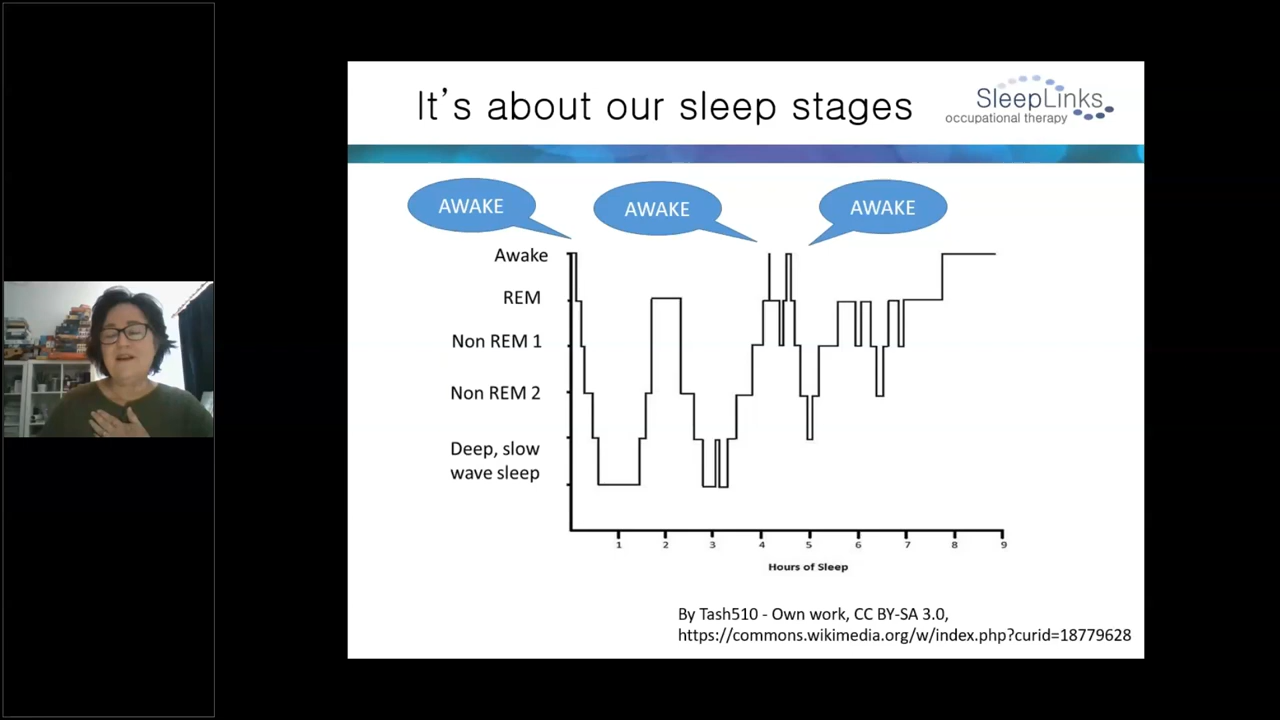 It's about our sleep stages
SleepLinks
occupational therapy
AWAKE
AWAKE
AWAKE
Awake
REM
Non REM 1
Non REM 2
Deep, slow
wave sleep
1 2 3 4 5 6 7 8 9
Hours of Sleep
By Tash510 - Own work, CC BY-SA 3.0,
https://commons.wikimedia.org/w/index.php?curid=18779628